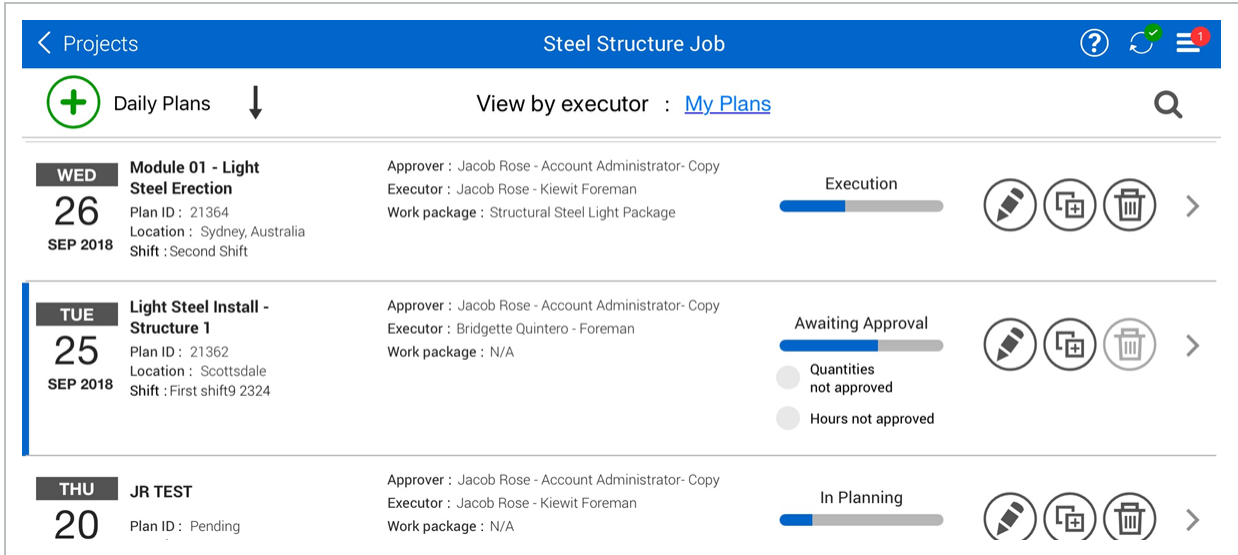 Projects
Steel Structure Job
1
Daily Plans
View by executor : My Plans
WED
26
SEP 2018
Module 01 - Light
Steel Erection
Plan ID : 21364
Location : Sydney, Australia
Shift : Second Shift
Approver : Jacob Rose - Account Administrator- Copy
Executor : Jacob Rose - Kiewit Foreman
Work package : Structural Steel Light Package
Execution
TUE
25
SEP 2018
Light Steel Install -
Structure 1
Plan ID : 21362
Location : Scottsdale
Shift : First shift9 2324
Approver : Jacob Rose - Account Administrator- Copy
Executor : Bridgette Quintero - Foreman
Work package : N/A
Awaiting Approval
Quantities
not approved
Hours not approved
THU
20
JR TEST
Plan ID : Pending
Approver : Jacob Rose - Account Administrator- Copy
Executor : Jacob Rose - Kiewit Foreman
Work package : N/A
In Planning